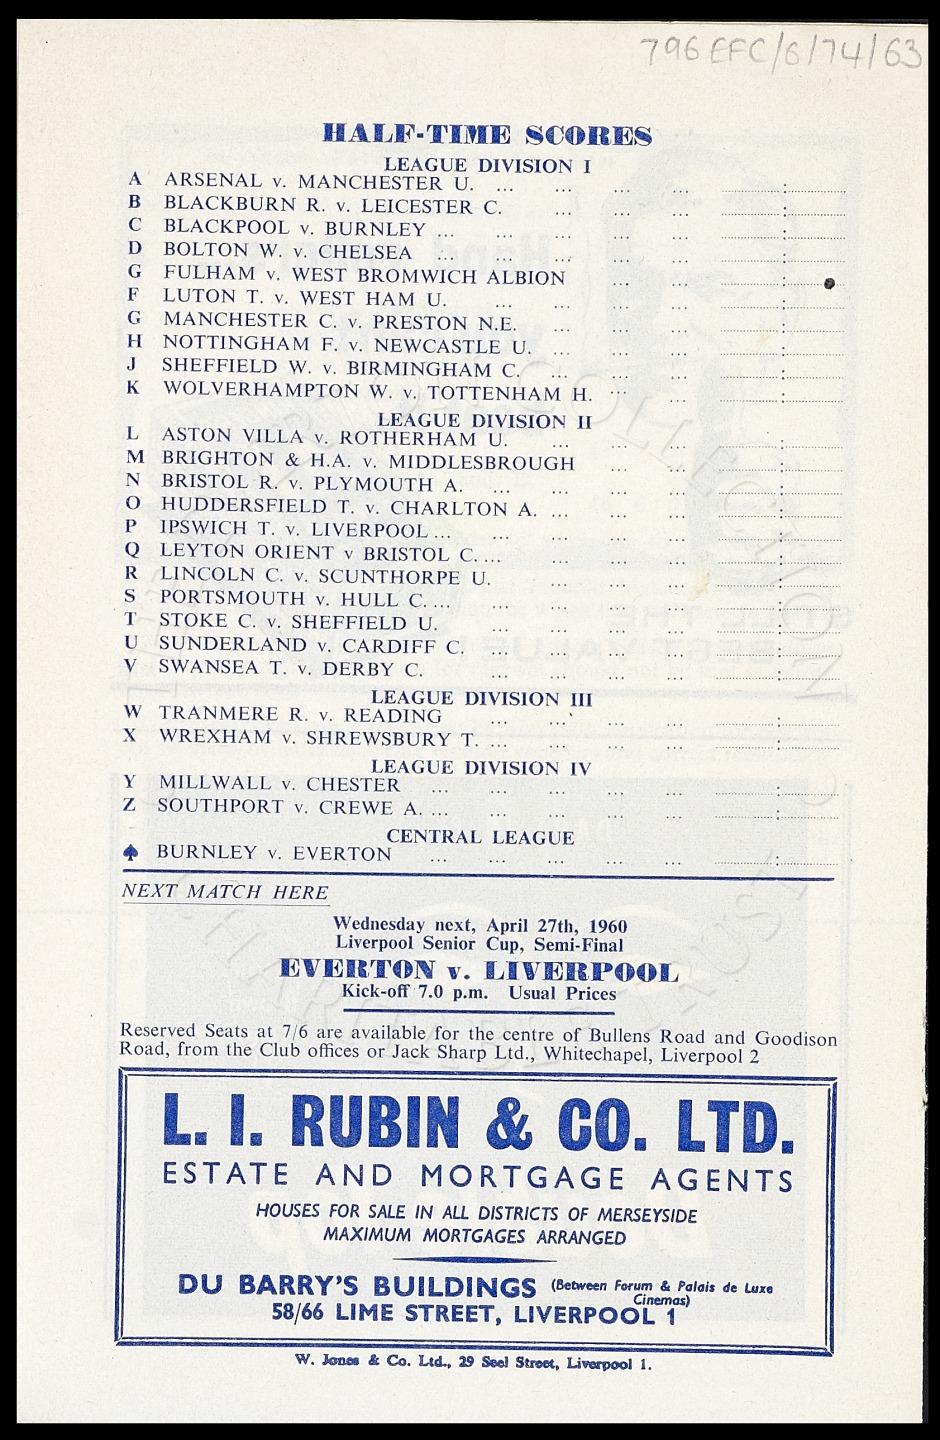 796 EFC/6/74/63
HALF-TIME SCORES
LEAGUE DIVISION I
A ARSENAL v. MANCHESTER U. ... ... ... ... :
B BLACKBURN R. v. LEICESTER C. ... ... ... :
C BLACKPOOL v. BURNLEY ... ... ... ... :
D BOLTON W. v. CHELSEA ... ... ... ... :
G FULHAM v. WEST BROMWICH ALBION ... ... :
F LUTON T. v. WEST HAM U. ... ... ... ... :
G MANCHESTER C. v. PRESTON N.E. ... ... ... :
H NOTTINGHAM F. v. NEWCASTLE U. ... ... ... :
J SHEFFIELD W. v. BIRMINGHAM C. ... ... ... :
K WOLVERHAMPTON W. v. TOTTENHAM H. ... ... :
LEAGUE DIVISION II
L ASTON VILLA v. ROTHERHAM U. ... ... ... :
M BRIGHTON & H.A. v. MIDDLESBROUGH ... ... :
N BRISTOL R. v. PLYMOUTH A. ... ... ... ... :
O HUDDERSFIELD T. v. CHARLTON A. ... ... ... :
P IPSWICH T. v. LIVERPOOL ... ... ... ... ... :
Q LEYTON ORIENT v BRISTOL C. ... ... ... ... :
R LINCOLN C. v. SCUNTHORPE U. ... ... ... :
S PORTSMOUTH v. HULL C. ... ... ... ... ... :
T STOKE C. v. SHEFFIELD U. ... ... ... ... :
U SUNDERLAND v. CARDIFF C. ... ... ... ... :
V SWANSEA T. v. DERBY C. ... ... ... ... :
LEAGUE DIVISION III
W TRANMERE R. v. READING ... ... ... ... :
X WREXHAM v. SHREWSBURY T. ... ... ... ... :
LEAGUE DIVISION IV
Y MILLWALL v. CHESTER ... ... ... ... ... :
Z SOUTHPORT v. CREWE A. ... ... ... ... ... :
CENTRAL LEAGUE
♠ BURNLEY v. EVERTON ... ... ... ... ... :
NEXT MATCH HERE
Wednesday next, April 27th, 1960
Liverpool Senior Cup, Semi-Final
EVERTON v. LIVERPOOL
Kick-off 7.0 p.m. Usual Prices
Reserved Seats at 7/6 are available for the centre of Bullens Road and Goodison
Road, from the Club offices or Jack Sharp Ltd., Whitechapel, Liverpool 2
L. I. RUBIN & CO. LTD.
ESTATE AND MORTGAGE AGENTS
HOUSES FOR SALE IN ALL DISTRICTS OF MERSEYSIDE
MAXIMUM MORTGAGES ARRANGED
DU BARRY'S BUILDINGS (Between Forum & Palais de Luxe
Cinemas)
58/66 LIME STREET, LIVERPOOL 1
W. Jones & Co. Ltd., 29 Seel Street, Liverpool 1.